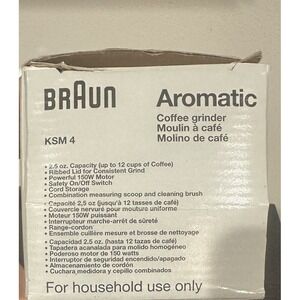 BRAUN
Aromatic
Coffee grinder
Moulin à café
Molino de café
KSM 4
• 2.5 oz. Capacity (up to 12 cups of Coffee)
• Ribbed Lid for Consistent Grind
• Powerful 150W Motor
• Safety On/Off Switch
• Cord Storage
• Combination measuring scoop and cleaning brush
• Capacité 2,5 oz (jusqu'à 12 tasses de café)
• Couvercle nervuré pour mouture uniforme
• Moteur 150W puissant
• Interrupteur marche-arrêt de sûreté
• Range-cordon
• Ensemble cuillère mesure et brosse de nettoyage
• Capacidad 2,5 oz. (hasta 12 tazas de café)
• Tapadera acanalada para molido homogéneo
• Poderoso motor de 150 watts
• Interruptor de seguridad encendido/apagado
• Almacenamiento de cordón
• Cuchara medidora y cepillo combinados
For household use only